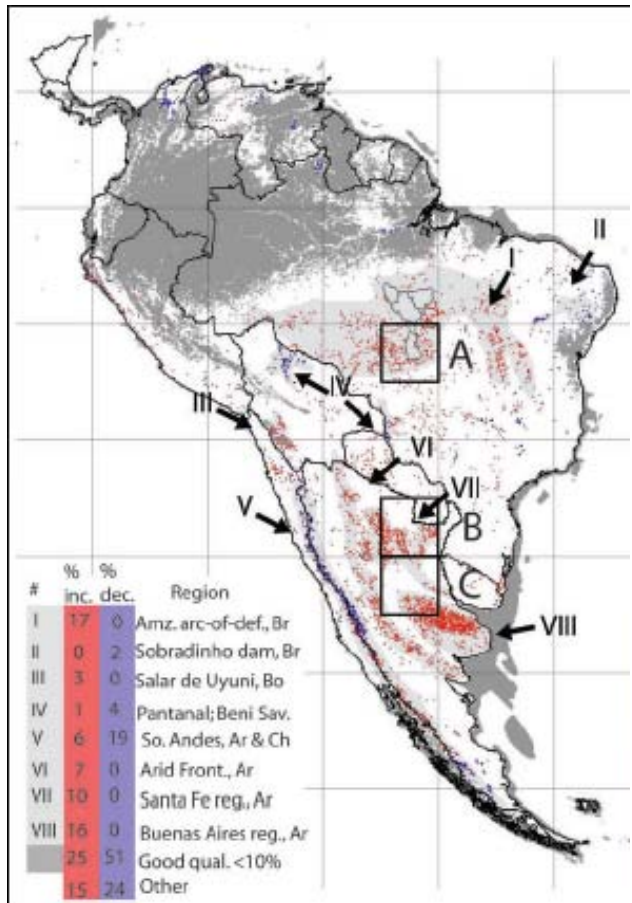 I
II
A
IV
III
VI
VII
V
B
C
VIII
% %
# inc. dec. Region
I 17 0 Amz. arc-of-def., Br
II 0 2 Sobradinho dam, Br
III 3 0 Salar de Uyuni, Bo
IV 1 4 Pantanal; Beni Sav.
V 6 19 So. Andes, Ar & Ch
VI 7 0 Arid Front., Ar
VII 10 0 Santa Fe reg., Ar
VIII 16 0 Buenas Aires reg., Ar
25 51 Good qual. <10%
15 24 Other